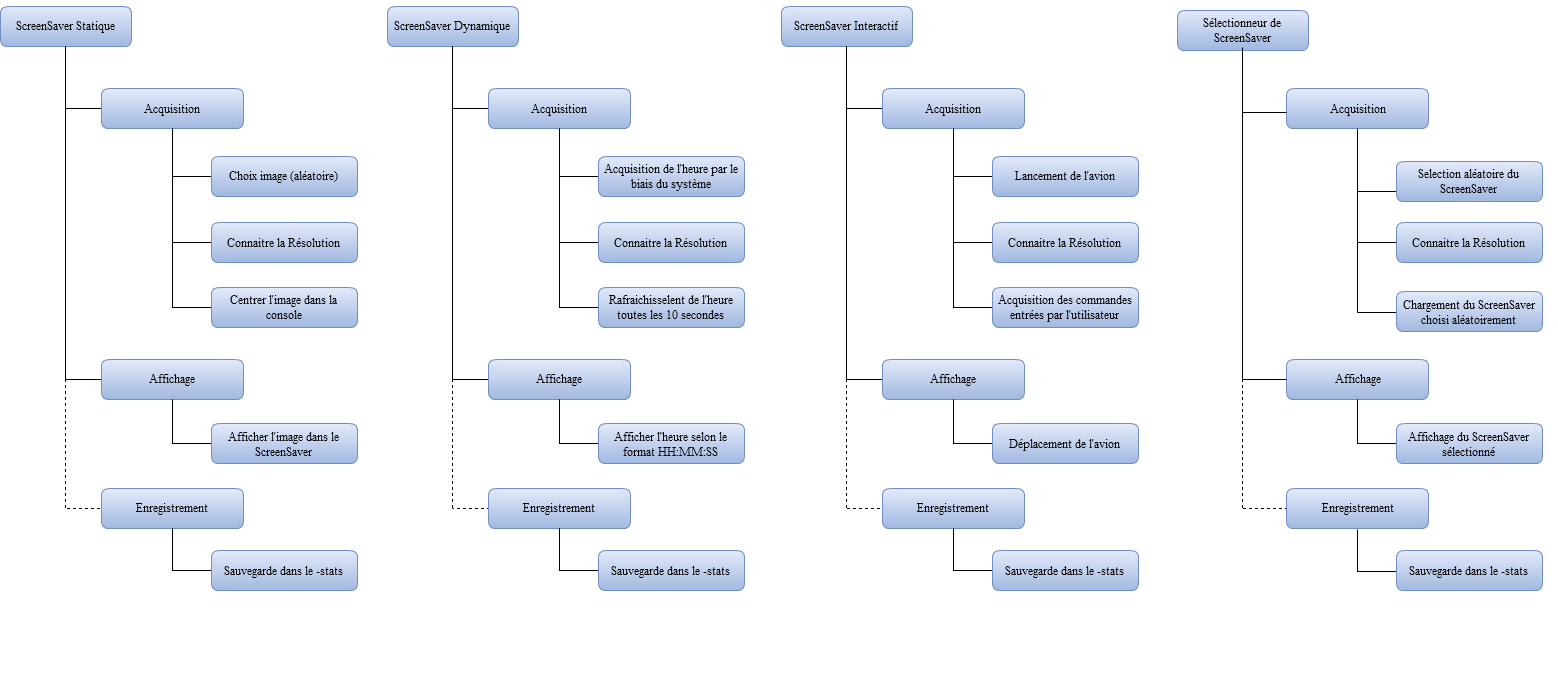 ScreenSaver Statique
Acquisition
Choix image (aléatoire)
Connaitre la Résolution
Centrer l'image dans la
console
Affichage
Afficher l'image dans le
ScreenSaver
Enregistrement
Sauvegarde dans le -stats
ScreenSaver Dynamique
Acquisition
Acquisition de l'heure par le
biais du système
Connaitre la Résolution
Rafraichisselent de l'heure
toutes les 10 secondes
Affichage
Afficher l'heure selon le
format HH:MM:SS
Enregistrement
Sauvegarde dans le -stats
ScreenSaver Interactif
Acquisition
Lancement de l'avion
Connaitre la Résolution
Acquisition des commandes
entrées par l'utilisateur
Affichage
Déplacement de l'avion
Enregistrement
Sauvegarde dans le -stats
Sélectionneur de
ScreenSaver
Acquisition
Selection aléatoire du
ScreenSaver
Connaitre la Résolution
Chargement du ScreenSaver
choisi aléatoirement
Affichage
Affichage du ScreenSaver
sélectionné
Enregistrement
Sauvegarde dans le -stats